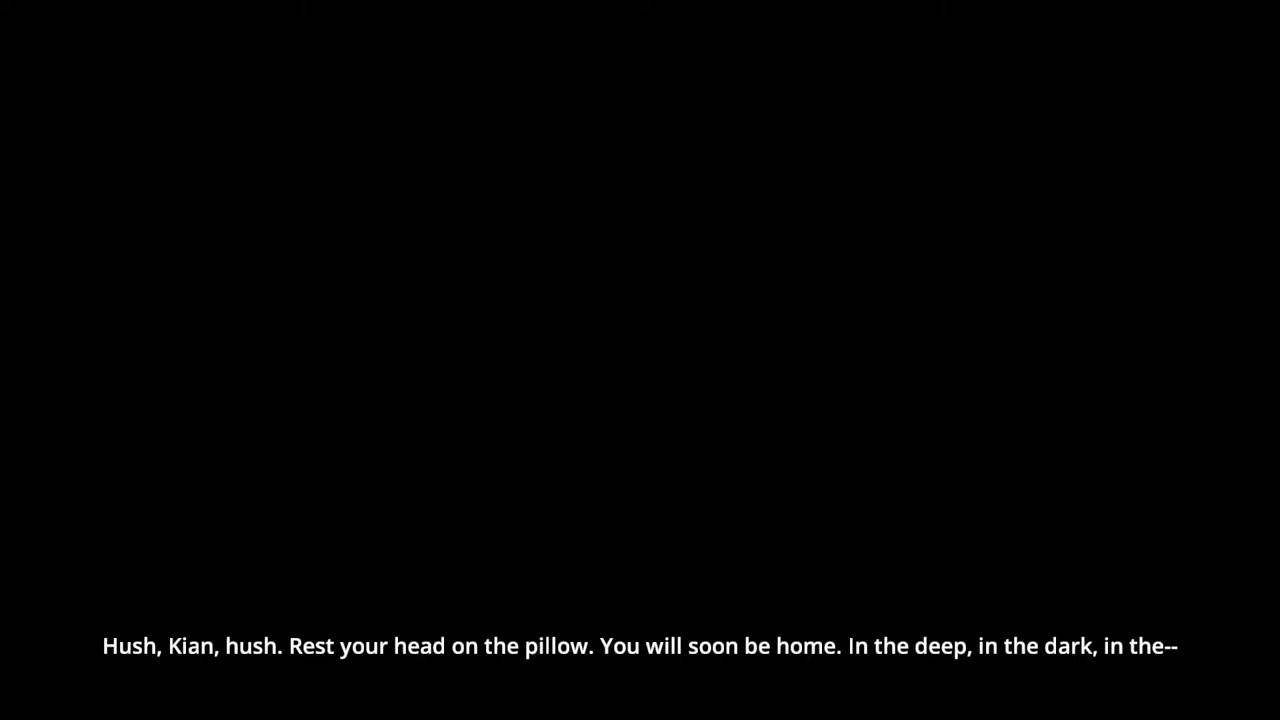 Hush, Kian, hush. Rest your head on the pillow. You will soon be home. In the deep, in the dark, in the--